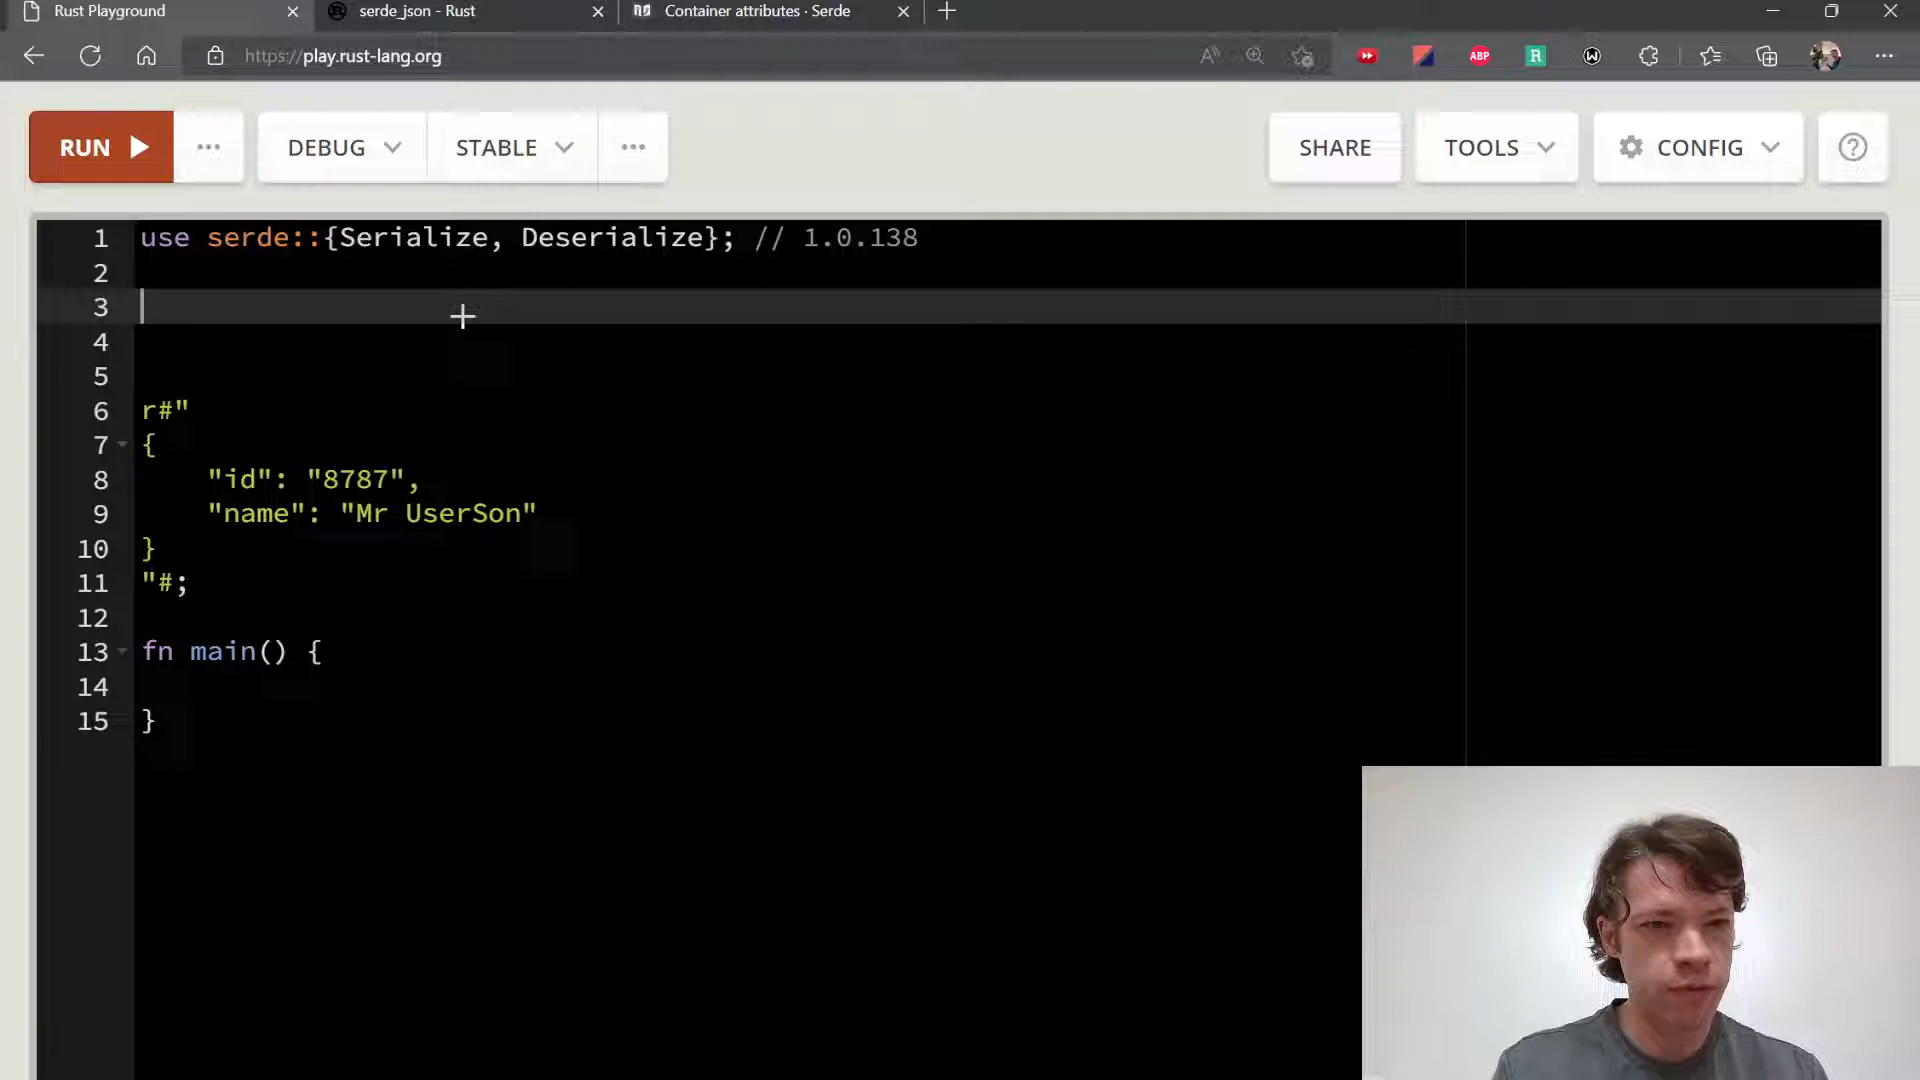 Rust Playground
serde_json - Rust
Container attributes · Serde
https://play.rust-lang.org
ABP
R
W
RUN
...
DEBUG
STABLE
...
SHARE
TOOLS
CONFIG
?
1 use serde::{Serialize, Deserialize}; // 1.0.138
2
3
4
5
6 r#"
7 {
8 "id": "8787",
9 "name": "Mr UserSon"
10 }
11 "#;
12
13 fn main() {
14
15 }